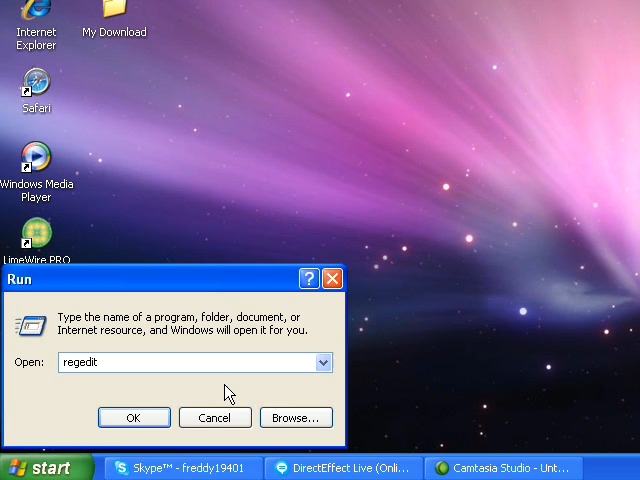 Internet
Explorer
My Download
Safari
Windows Media
Player
LimeWire PRO
Run
Type the name of a program, folder, document, or
Internet resource, and Windows will open it for you.
Open:
regedit
OK
Cancel
Browse...
start
Skype™ - freddy19401
DirectEffect Live (Onli...
Camtasia Studio - Unt...